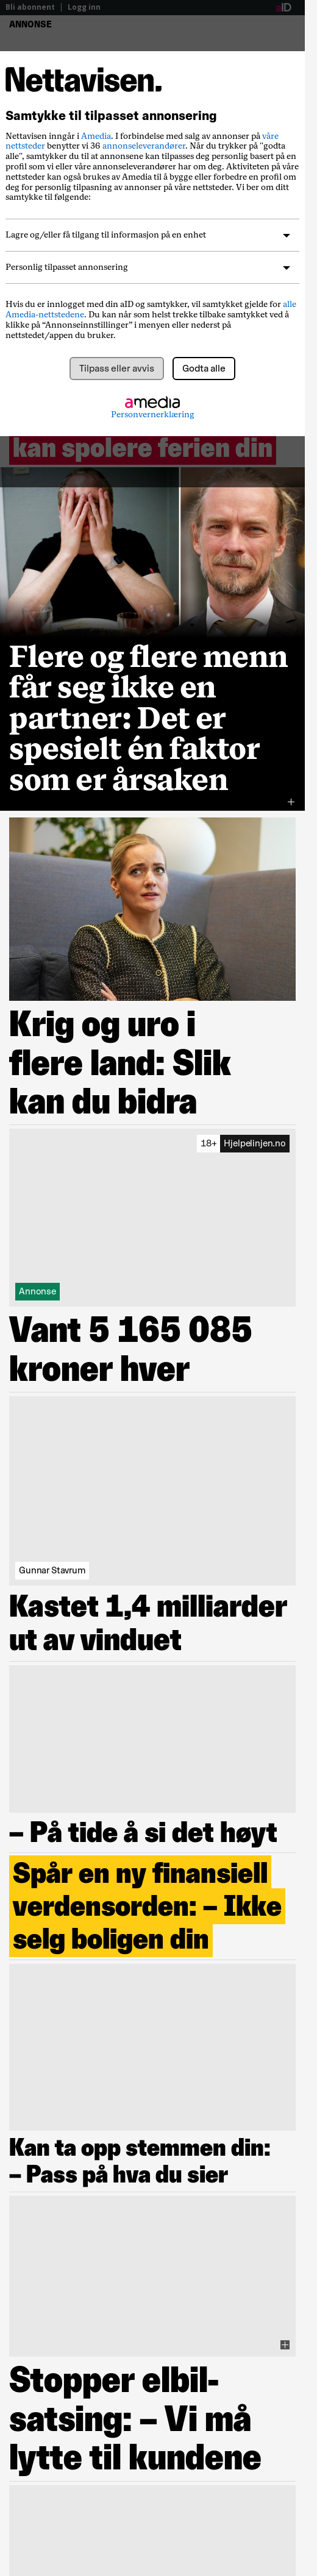 Bli abonnent | Logg inn
aID
ANNONSE
Nettavisen.
Samtykke til tilpasset annonsering
Nettavisen inngår i Amedia. I forbindelse med salg av annonser på våre
nettsteder benytter vi 36 annonseleverandører. Når du trykker på "godta
alle", samtykker du til at annonsene kan tilpasses deg personlig basert på en
profil som vi eller våre annonseleverandører har om deg. Aktiviteten på våre
nettsteder kan også brukes av Amedia til å bygge eller forbedre en profil om
deg for personlig tilpasning av annonser på våre nettsteder. Vi ber om ditt
samtykke til følgende:
Lagre og/eller få tilgang til informasjon på en enhet
Personlig tilpasset annonsering
Hvis du er innlogget med din aID og samtykker, vil samtykket gjelde for alle
Amedia-nettstedene. Du kan når som helst trekke tilbake samtykket ved å
klikke på “Annonseinnstillinger” i menyen eller nederst på
nettstedet/appen du bruker.
Tilpass eller avvis
Godta alle
amedia
Personvernerklæring
kan spolere ferien din
Flere og flere menn
får seg ikke en
partner: Det er
spesielt én faktor
som er årsaken
Krig og uro i
flere land: Slik
kan du bidra
18+ Hjelpelinjen.no
Annonse
Vant 5 165 085
kroner hver
Gunnar Stavrum
Kastet 1,4 milliarder
ut av vinduet
– På tide å si det høyt
Spår en ny finansiell
verdensorden: – Ikke
selg boligen din
Kan ta opp stemmen din:
– Pass på hva du sier
Stopper elbil-
satsing: – Vi må
lytte til kundene